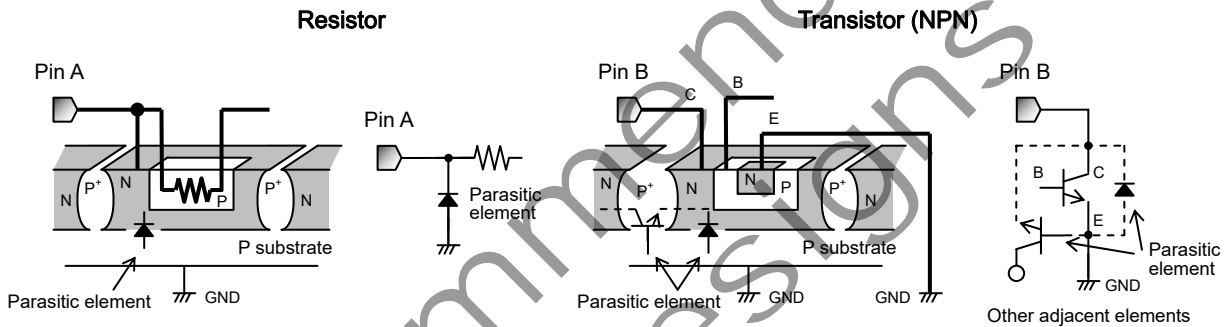 Resistor
Transistor (NPN)
Pin A
Pin A
N
P+
N
P
P+
N
Parasitic element
P substrate
GND
Parasitic element
Pin B
C
B
E
N
P+
N
N
P
P+
N
P substrate
GND
GND
Parasitic element
Pin B
B
C
E
GND
Parasitic element
Other adjacent elements